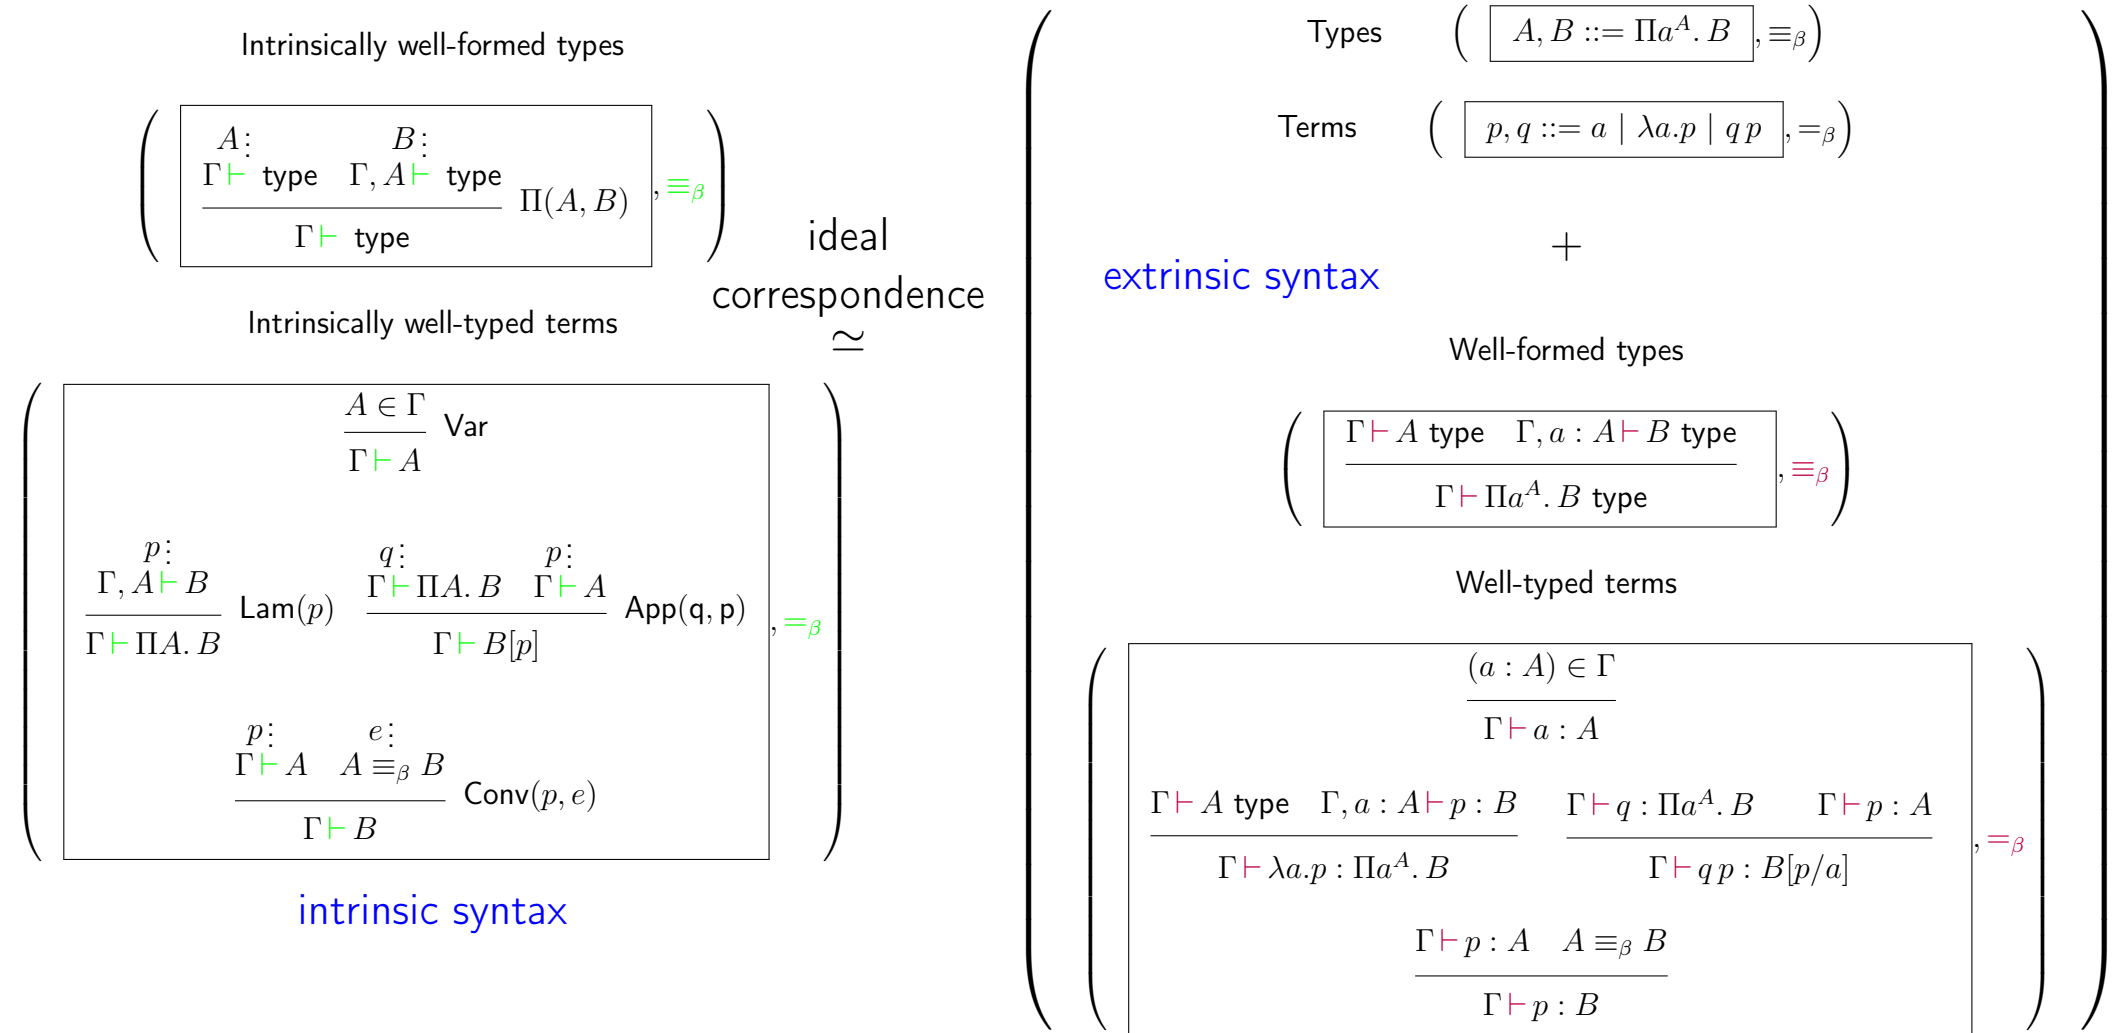 Intrinsically well-formed types
A ⋮ B ⋮
Γ ⊢ type Γ, A ⊢ type
Π(A, B)
, ≡β
Γ ⊢ type
Intrinsically well-typed terms
A ∈ Γ
Var
Γ ⊢ A
p ⋮ q ⋮ p ⋮
Γ, A ⊢ B Γ ⊢ ΠA. B Γ ⊢ A
Lam(p) App(q, p)
, =β
Γ ⊢ ΠA. B Γ ⊢ B[p]
p ⋮ e ⋮
Γ ⊢ A A ≡β B
Conv(p, e)
Γ ⊢ B
intrinsic syntax
ideal
correspondence
≃
Types ( A, B ::= Πa^A. B , ≡β)
Terms ( p, q ::= a | λa.p | q p , =β)
+
extrinsic syntax
Well-formed types
Γ ⊢ A type Γ, a : A ⊢ B type
, ≡β
Γ ⊢ Πa^A. B type
Well-typed terms
(a : A) ∈ Γ
Γ ⊢ a : A
Γ ⊢ A type Γ, a : A ⊢ p : B Γ ⊢ q : Πa^A. B Γ ⊢ p : A
, =β
Γ ⊢ λa.p : Πa^A. B Γ ⊢ q p : B[p/a]
Γ ⊢ p : A A ≡β B
Γ ⊢ p : B